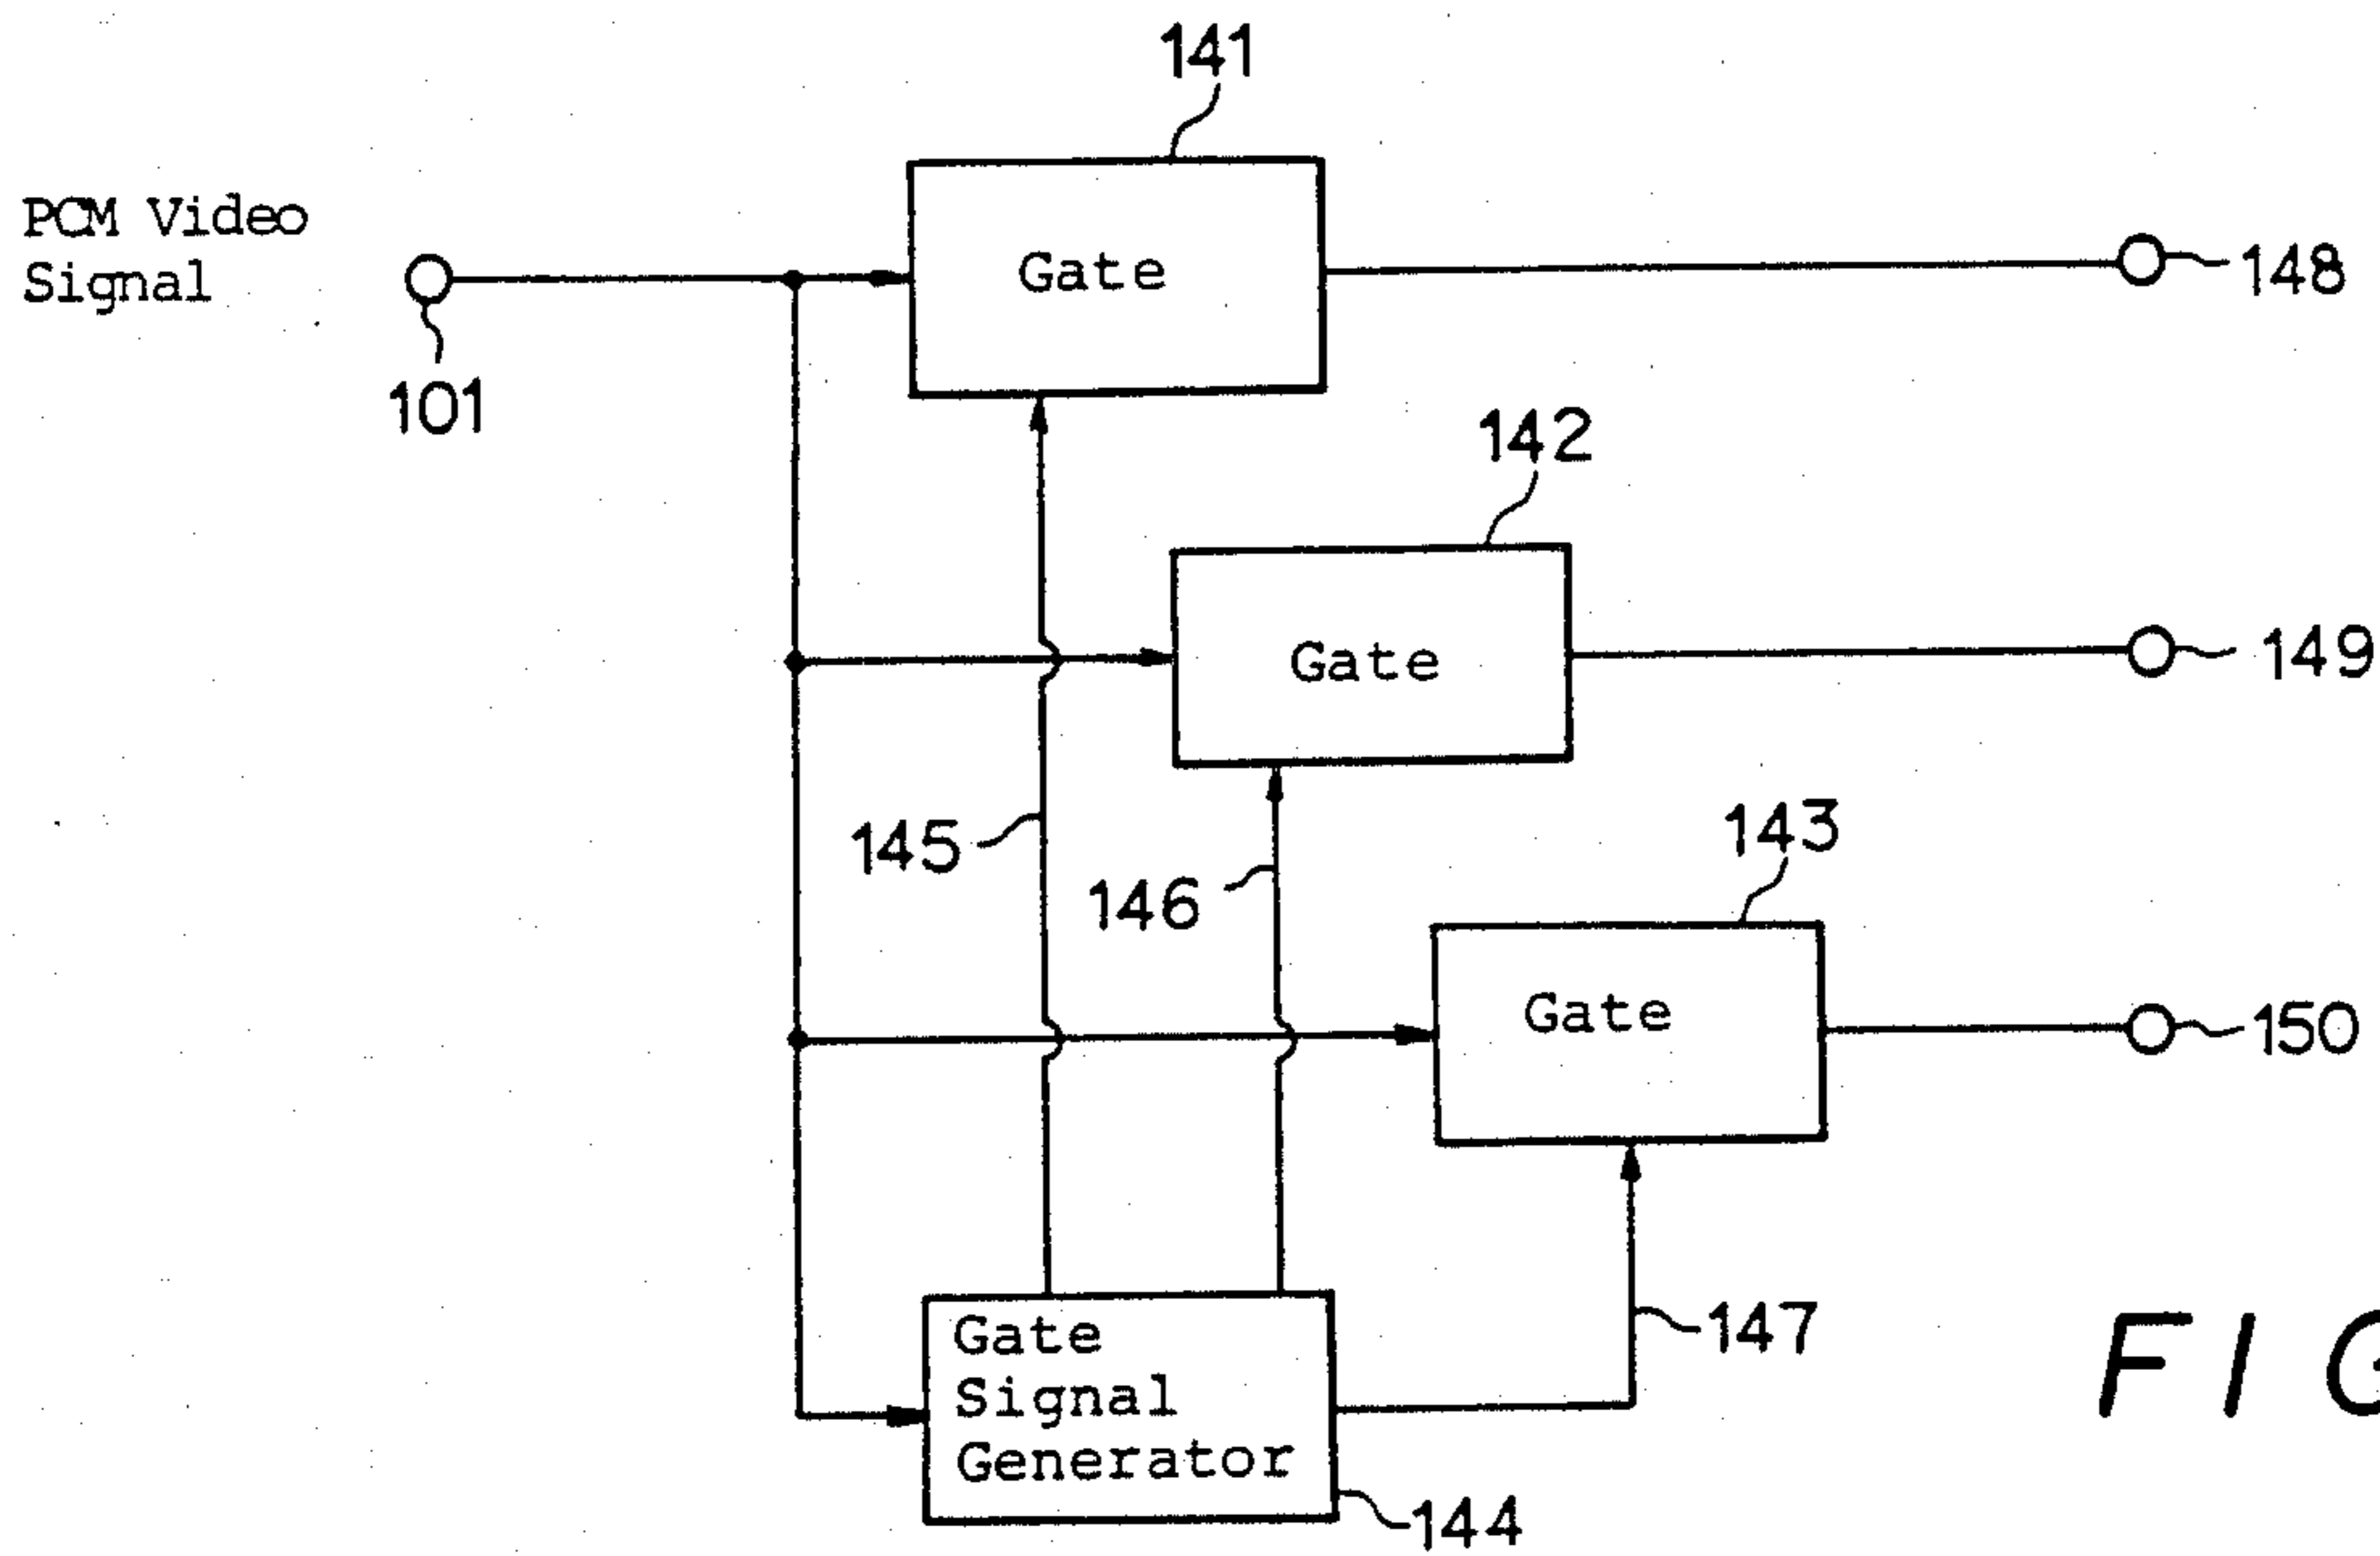 141
PCM Video
Signal
Gate
148
101
142
Gate
149
145
143
146
Gate
150
147
Gate
Signal
Generator
144
FIG